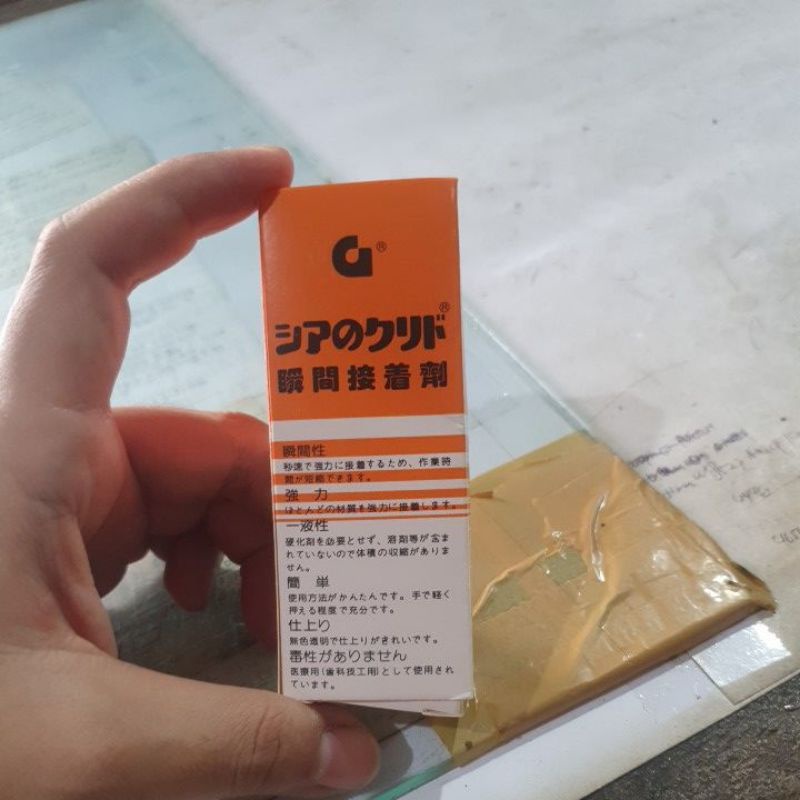 シアのクリド®
瞬間接着劑
瞬間性
秒速で強力に接着するため、作業時
間が短縮できます。
強力
ほとんどの材質を強力に接着します。
一液性
硬化剤を必要とせず、溶剤等が含ま
れていないので体積の収縮がありま
せん。
簡単
使用方法がかんたんです。手で軽く
押える程度で充分です。
仕上り
無色透明で仕上りがきれいです。
毒性がありません
医療用(歯科技工用)として使用され
ています。